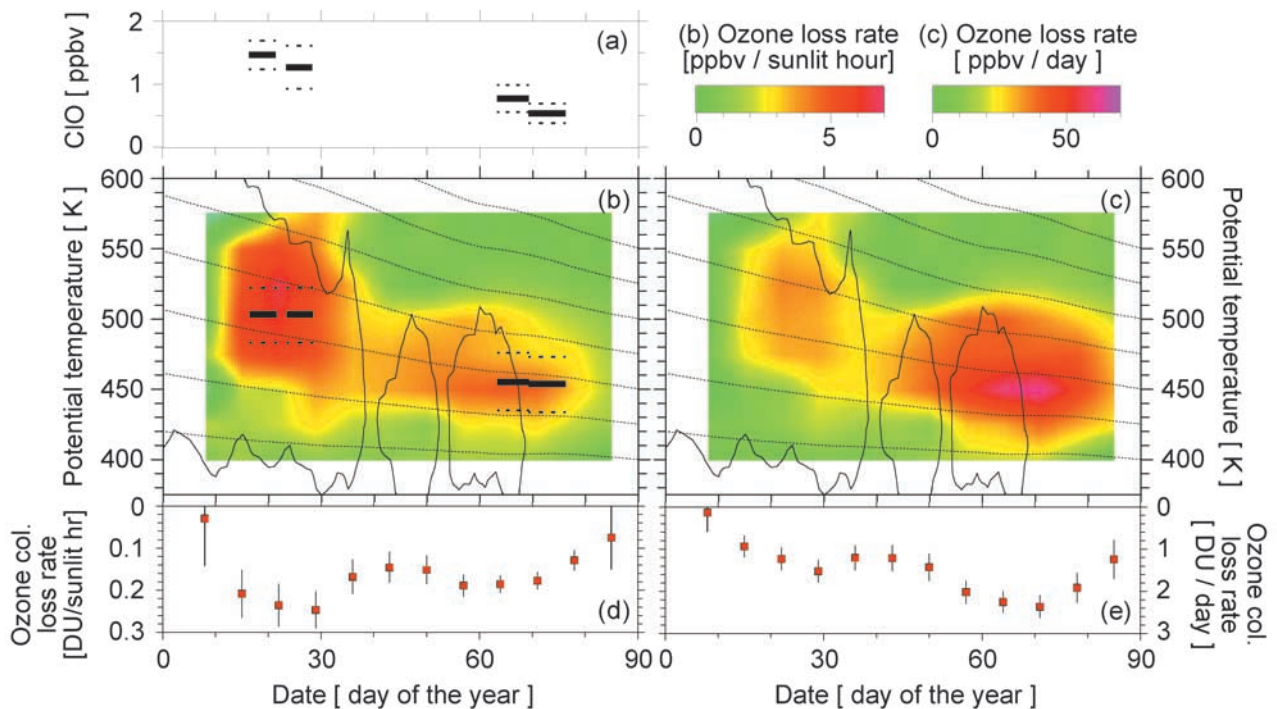 2
1
0
ClO [ ppbv]
(a)
(b) Ozone loss rate
[ppbv / sunlit hour]
0
5
(c) Ozone loss rate
[ ppbv / day ]
0
50
600
550
500
450
400
Potential temperature [ K ]
(b)
(c)
600
550
500
450
400
Potential temperature [ K ]
0
0.1
0.2
0.3
Ozone col.
loss rate
[DU/sunlit hr]
(d)
(e)
0
1
2
3
Ozone col.
loss rate
[ DU / day ]
0
30
60
90
0
30
60
90
Date [ day of the year ]
Date [ day of the year ]